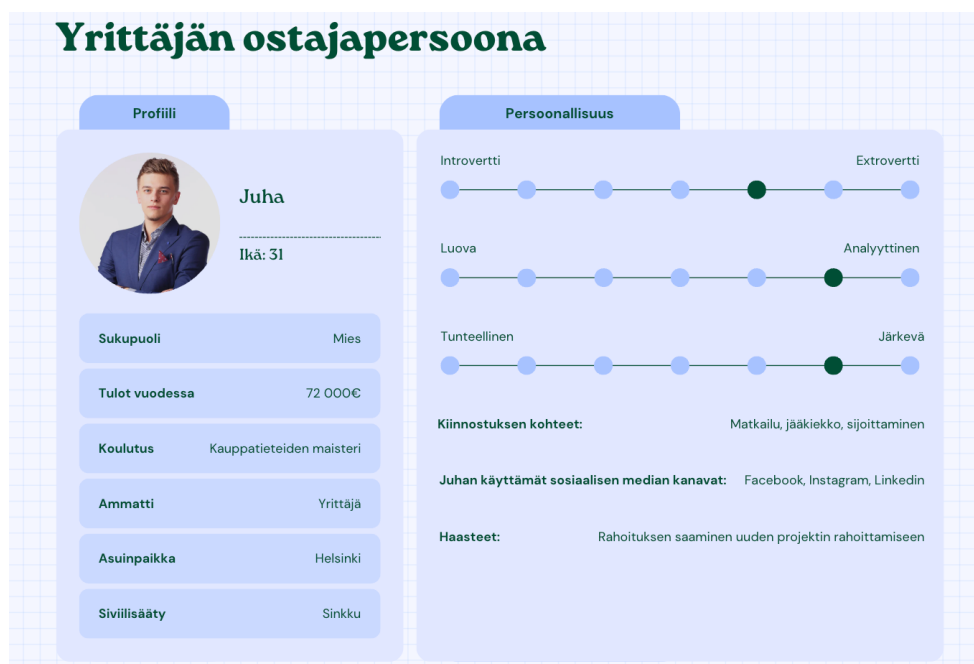 Yrittäjän ostajapersoona
Profiili
Juha
Ikä: 31
Sukupuoli Mies
Tulot vuodessa 72 000€
Koulutus Kauppatieteiden maisteri
Ammatti Yrittäjä
Asuinpaikka Helsinki
Siviilisääty Sinkku
Persoonallisuus
Introvertti Extrovertti
Luova Analyyttinen
Tunteellinen Järkevä
Kiinnostuksen kohteet: Matkailu, jääkiekko, sijoittaminen
Juhan käyttämät sosiaalisen median kanavat: Facebook, Instagram, Linkedin
Haasteet: Rahoituksen saaminen uuden projektin rahoittamiseen